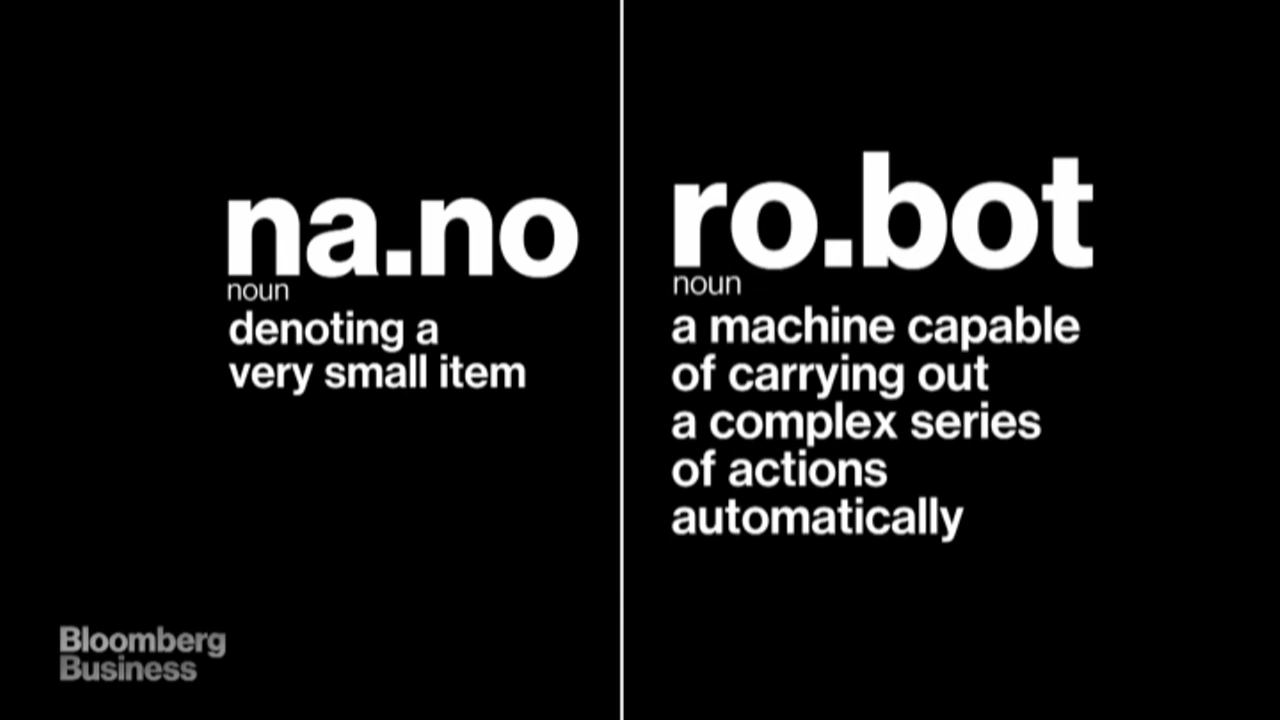 na.no
noun
denoting a
very small item
ro.bot
noun
a machine capable
of carrying out
a complex series
of actions
automatically
Bloomberg
Business